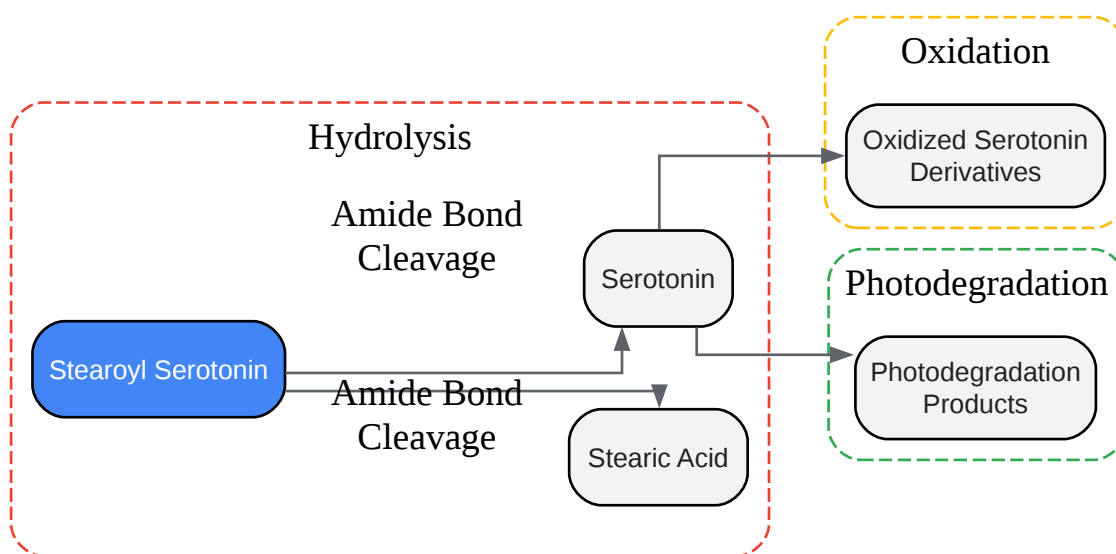 Oxidation
Oxidized Serotonin
Derivatives
Hydrolysis
Amide Bond
Cleavage
Serotonin
Photodegradation
Stearoyl Serotonin
Photodegradation
Products
Amide Bond
Cleavage
Stearic Acid